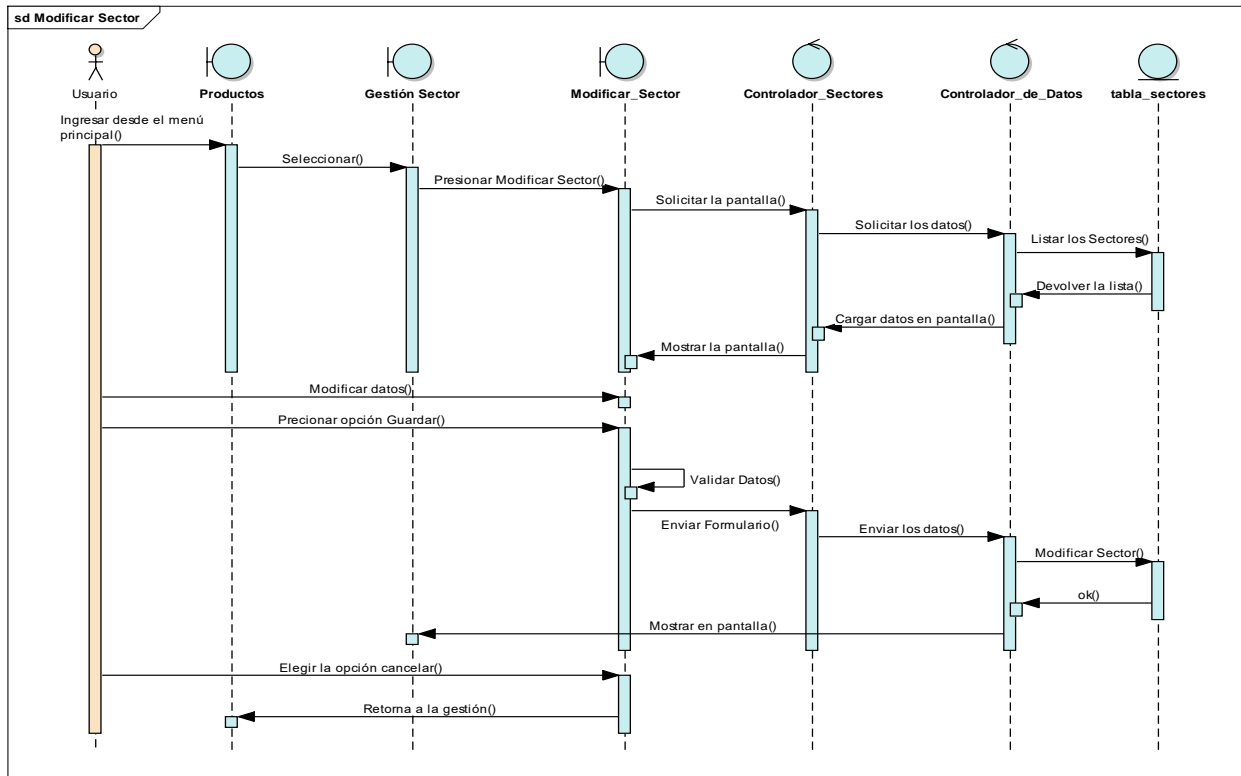 sd Modificar Sector
Usuario
Productos
Gestión Sector
Modificar_Sector
Controlador_Sectores
Controlador_de_Datos
tabla_sectores
Ingresar desde el menú
principal()
Seleccionar()
Presionar Modificar Sector()
Solicitar la pantalla()
Solicitar los datos()
Listar los Sectores()
Devolver la lista()
Cargar datos en pantalla()
Mostrar la pantalla()
Modificar datos()
Precionar opción Guardar()
Validar Datos()
Enviar Formulario()
Enviar los datos()
Modificar Sector()
ok()
Mostrar en pantalla()
Elegir la opción cancelar()
Retorna a la gestión()